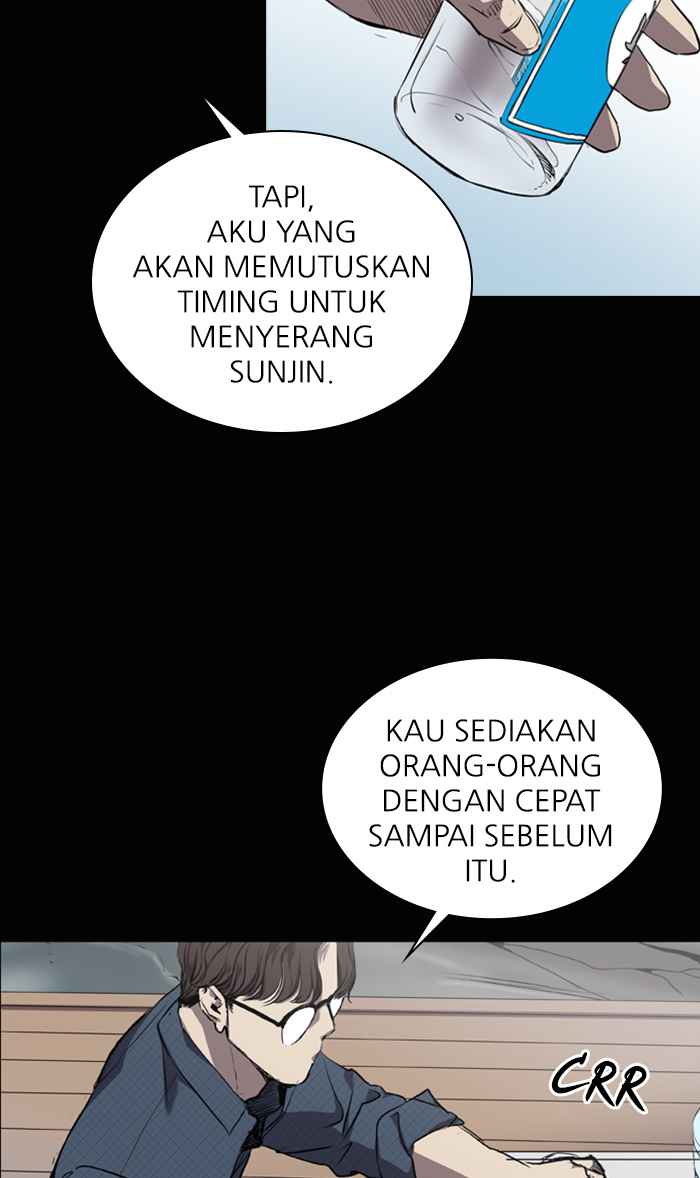 TAPI,
AKU YANG
AKAN MEMUTUSKAN
TIMING UNTUK
MENYERANG
SUNJIN.
KAU SEDIAKAN
ORANG-ORANG
DENGAN CEPAT
SAMPAI SEBELUM
ITU.
CRR